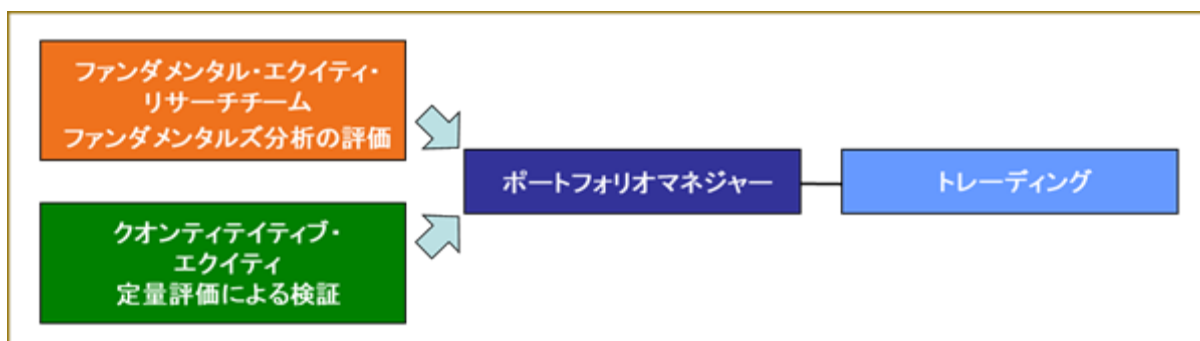 ファンダメンタル・エクイティ・
リサーチチーム
ファンダメンタルズ分析の評価
ポートフォリオマネジャー
トレーディング
クオンティテイティブ・
エクイティ
定量評価による検証